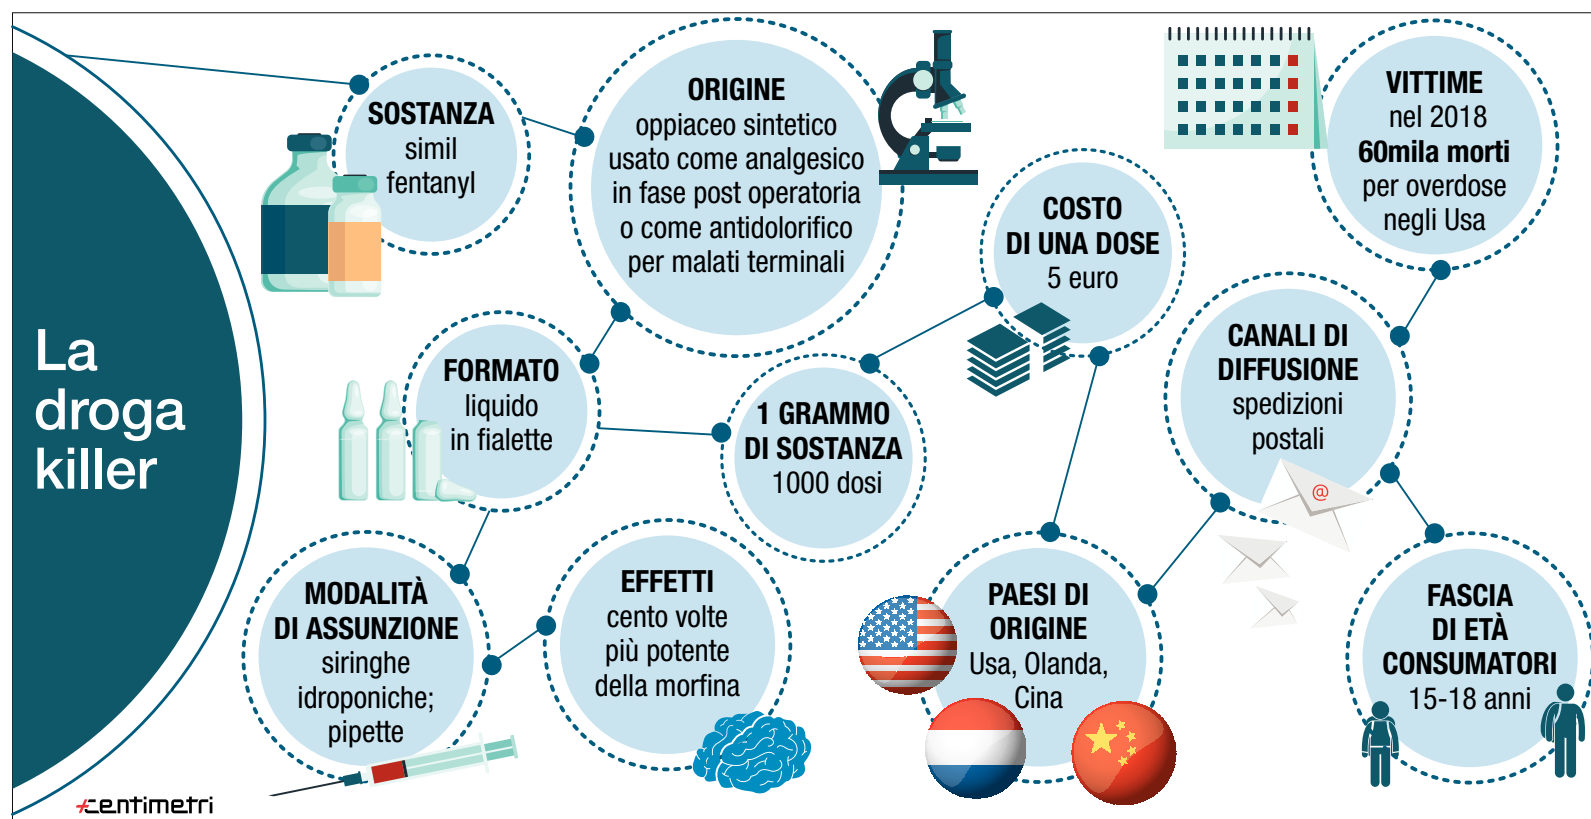 La
droga
killer
SOSTANZA
simil
fentanyl
ORIGINE
oppiaceo sintetico
usato come analgesico
in fase post operatoria
o come antidolorifico
per malati terminali
FORMATO
liquido
in fialette
1 GRAMMO
DI SOSTANZA
1000 dosi
COSTO
DI UNA DOSE
5 euro
MODALITÀ
DI ASSUNZIONE
siringhe
idroponiche;
pipette
EFFETTI
cento volte
più potente
della morfina
PAESI DI
ORIGINE
Usa, Olanda,
Cina
CANALI DI
DIFFUSIONE
spedizioni
postali
@
VITTIME
nel 2018
60mila morti
per overdose
negli Usa
FASCIA
DI ETÀ
CONSUMATORI
15-18 anni
centimetri